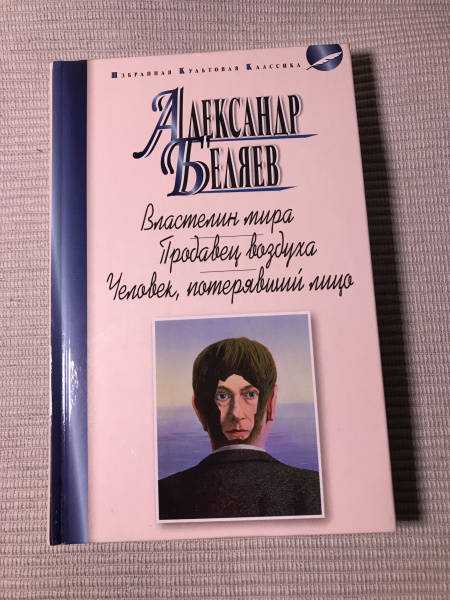 Избранная Культовая Классика
Александр
Беляев
Властелин мира
Продавец воздуха
Человек, потерявший лицо